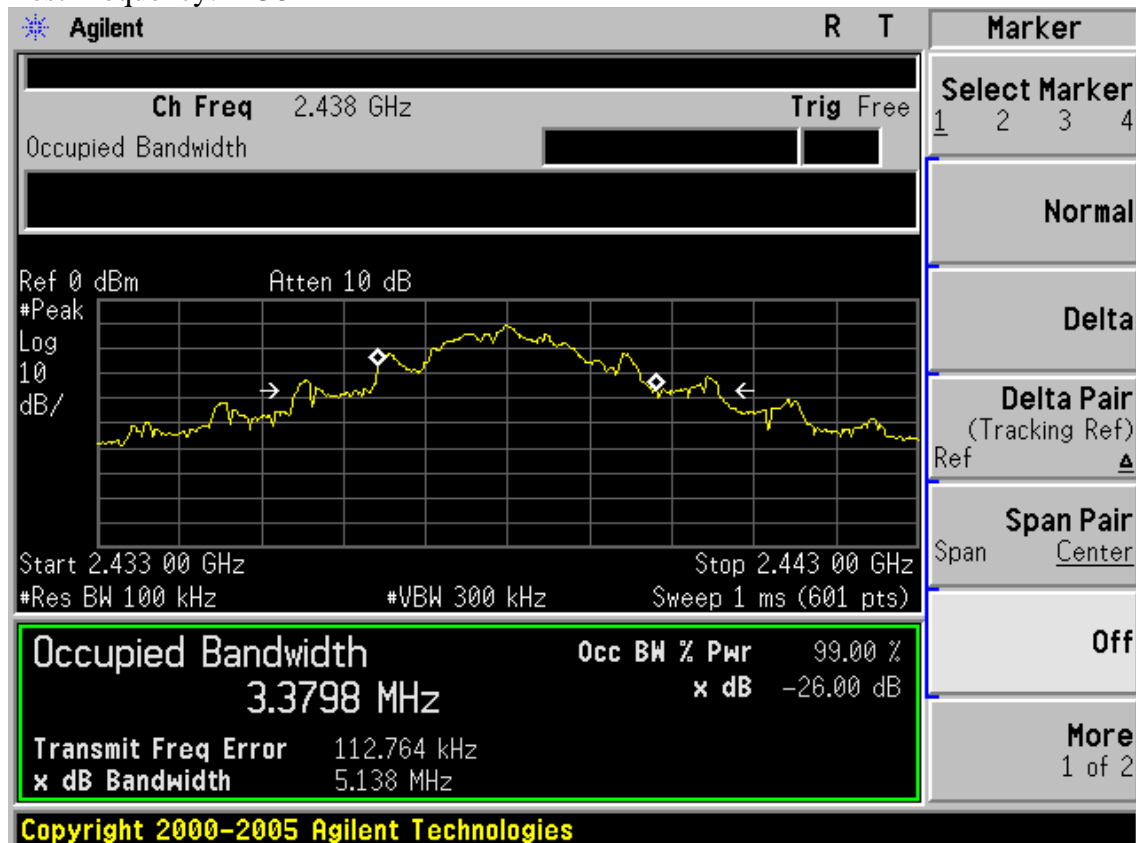 Agilent R T Marker
Ch Freq 2.438 GHz Trig Free
Occupied Bandwidth
Select Marker
1 2 3 4
Normal
Delta
Delta Pair
(Tracking Ref)
Ref Δ
Span Pair
Span Center
Off
More
1 of 2
Ref 0 dBm Atten 10 dB
#Peak
Log
10
dB/
Start 2.433 00 GHz Stop 2.443 00 GHz
#Res BW 100 kHz #VBW 300 kHz Sweep 1 ms (601 pts)
Occupied Bandwidth
3.3798 MHz
Occ BW % Pwr 99.00 %
x dB -26.00 dB
Transmit Freq Error 112.764 kHz
x dB Bandwidth 5.138 MHz
Copyright 2000-2005 Agilent Technologies